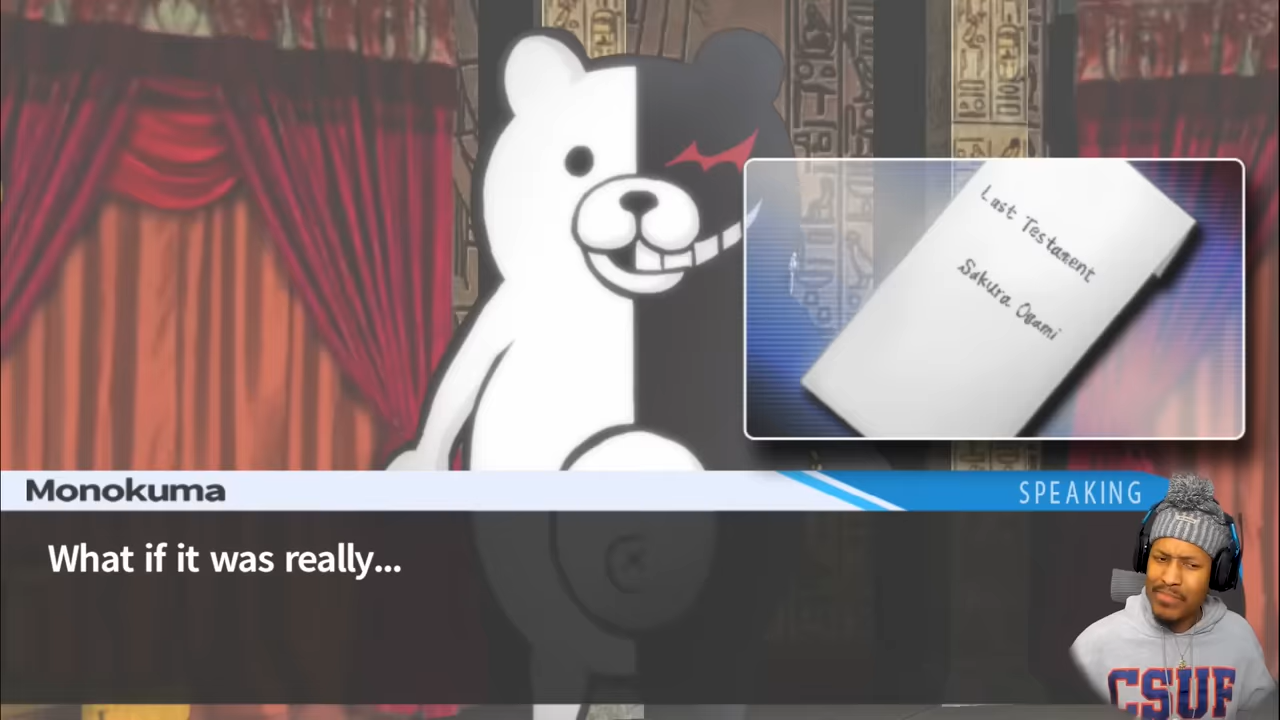 Last Testament
Sakura Ogami
Monokuma
SPEAKING
What if it was really...
CSUF